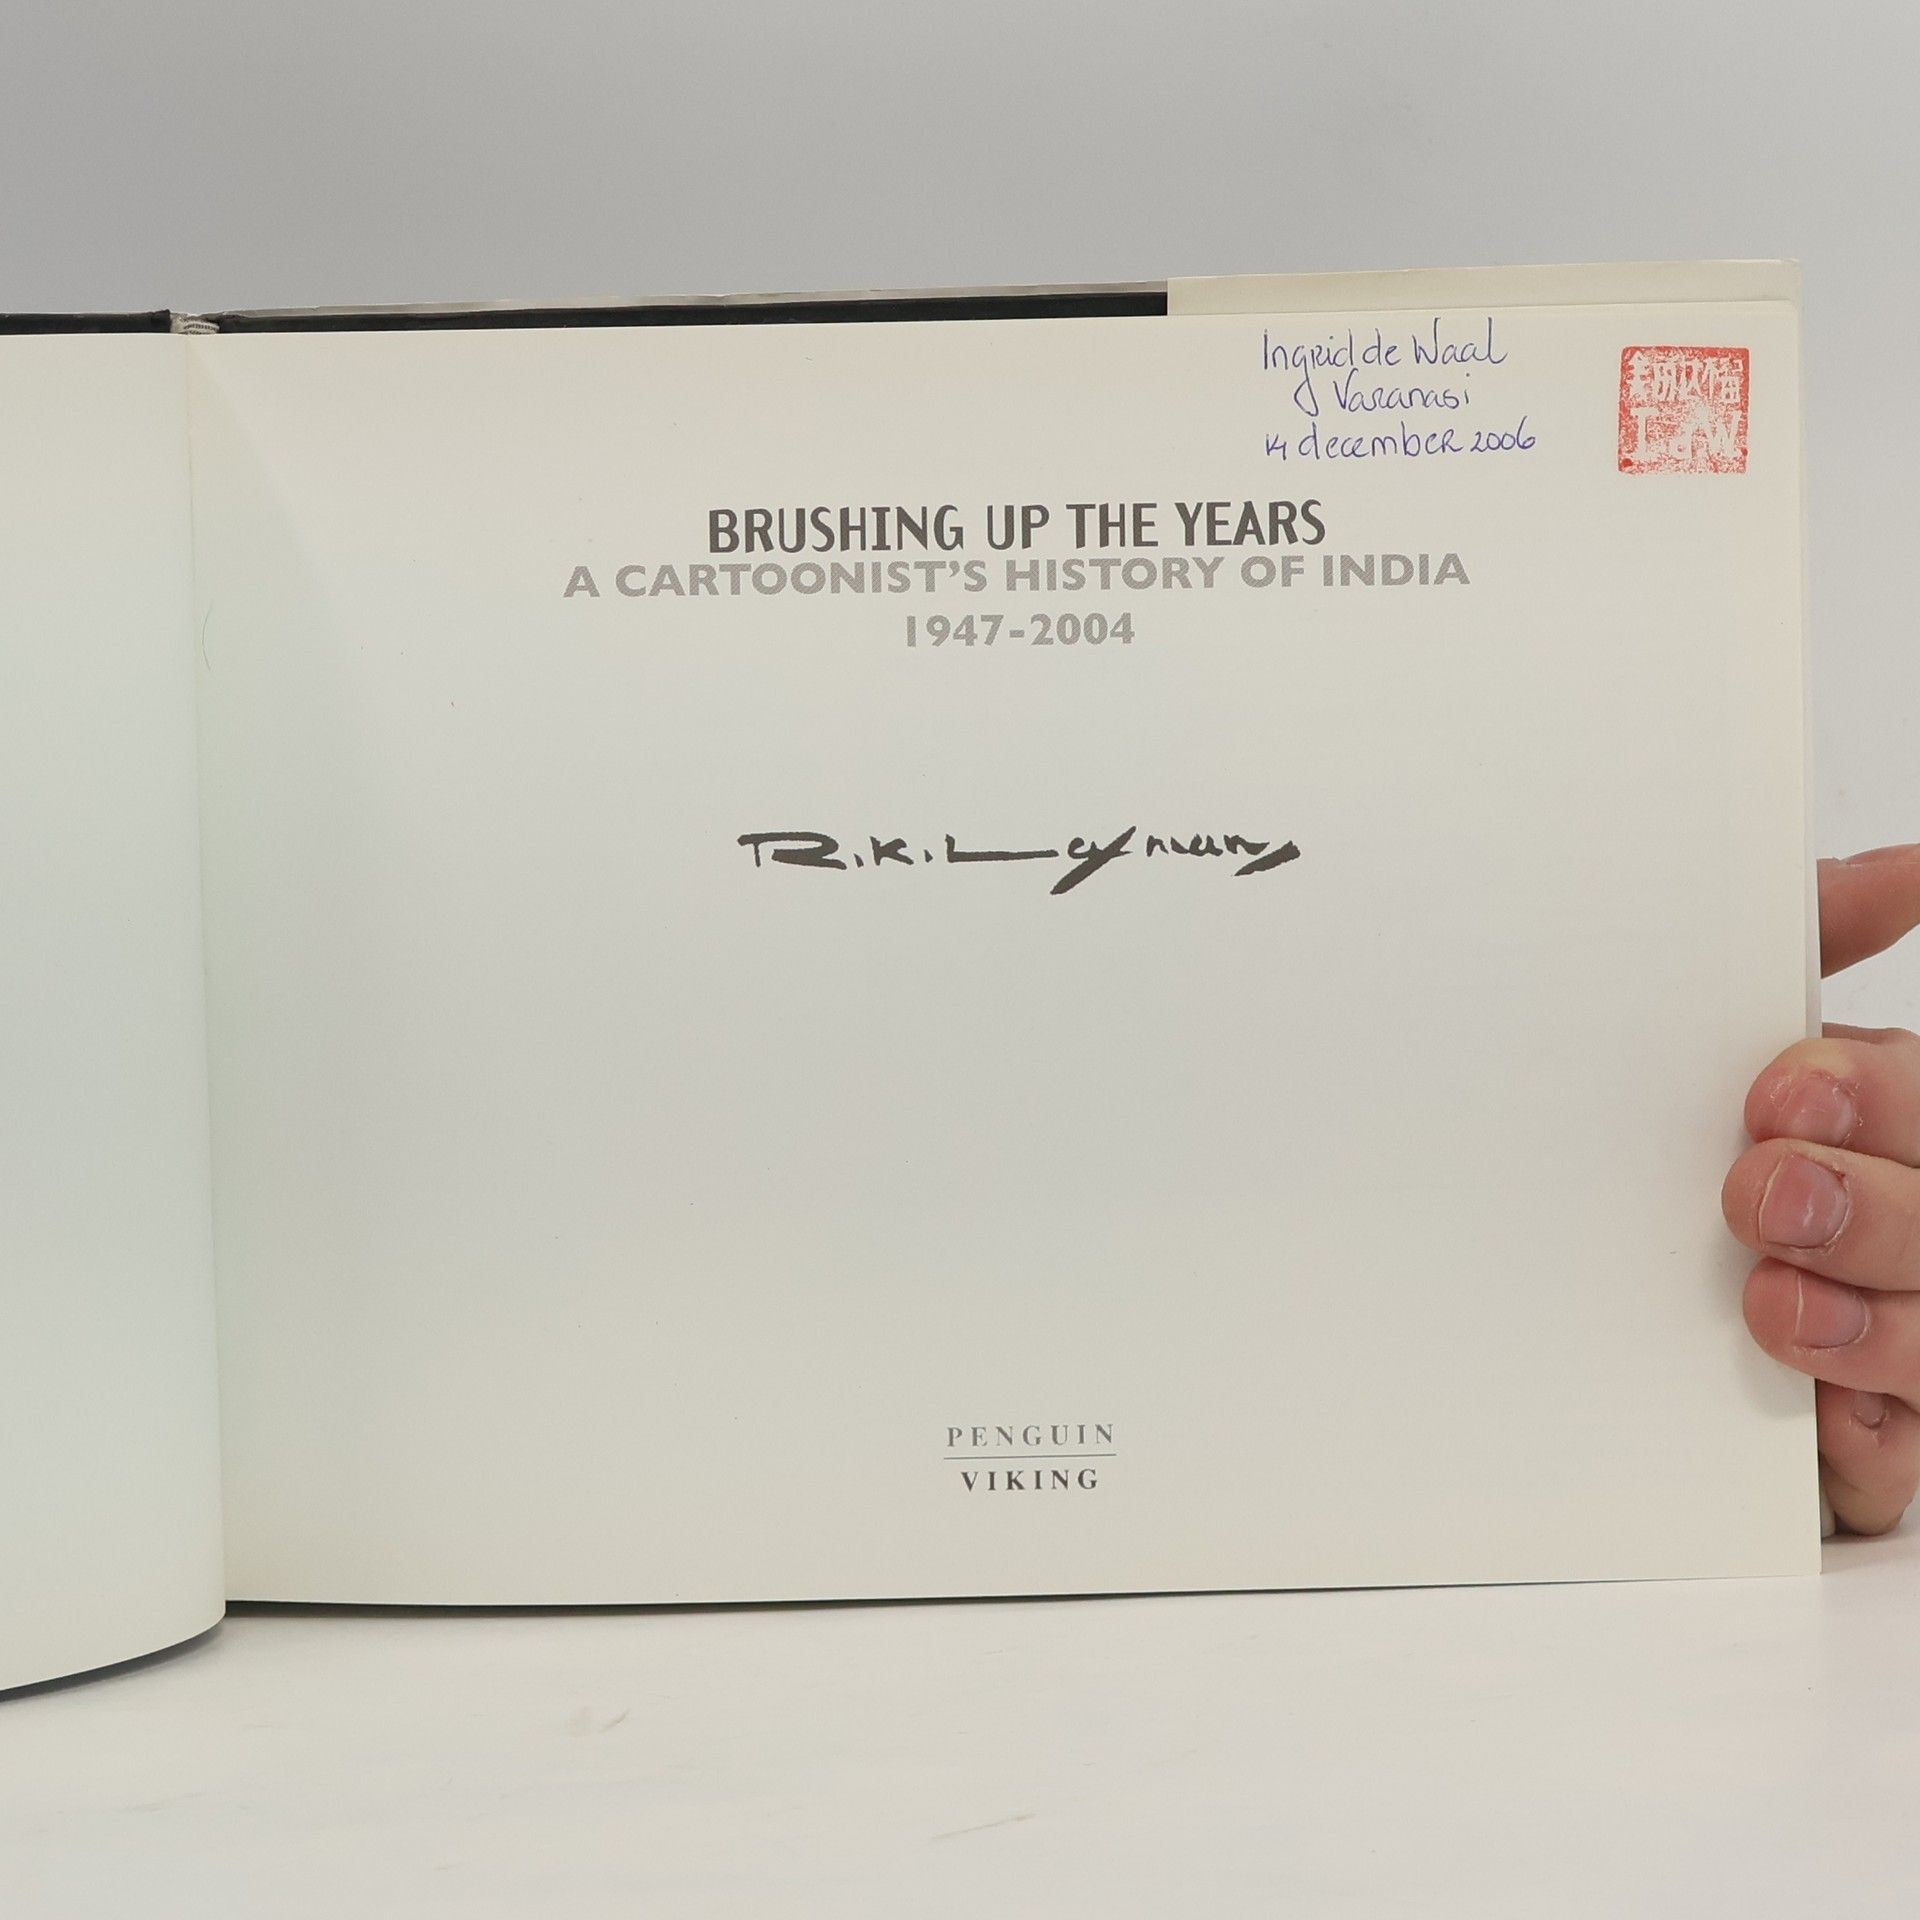 Ingrid de Waal
Varanasi
14 december 2006
IdW
BRUSHING UP THE YEARS
A CARTOONIST'S HISTORY OF INDIA
1947-2004
R.K. Laxman
PENGUIN
VIKING